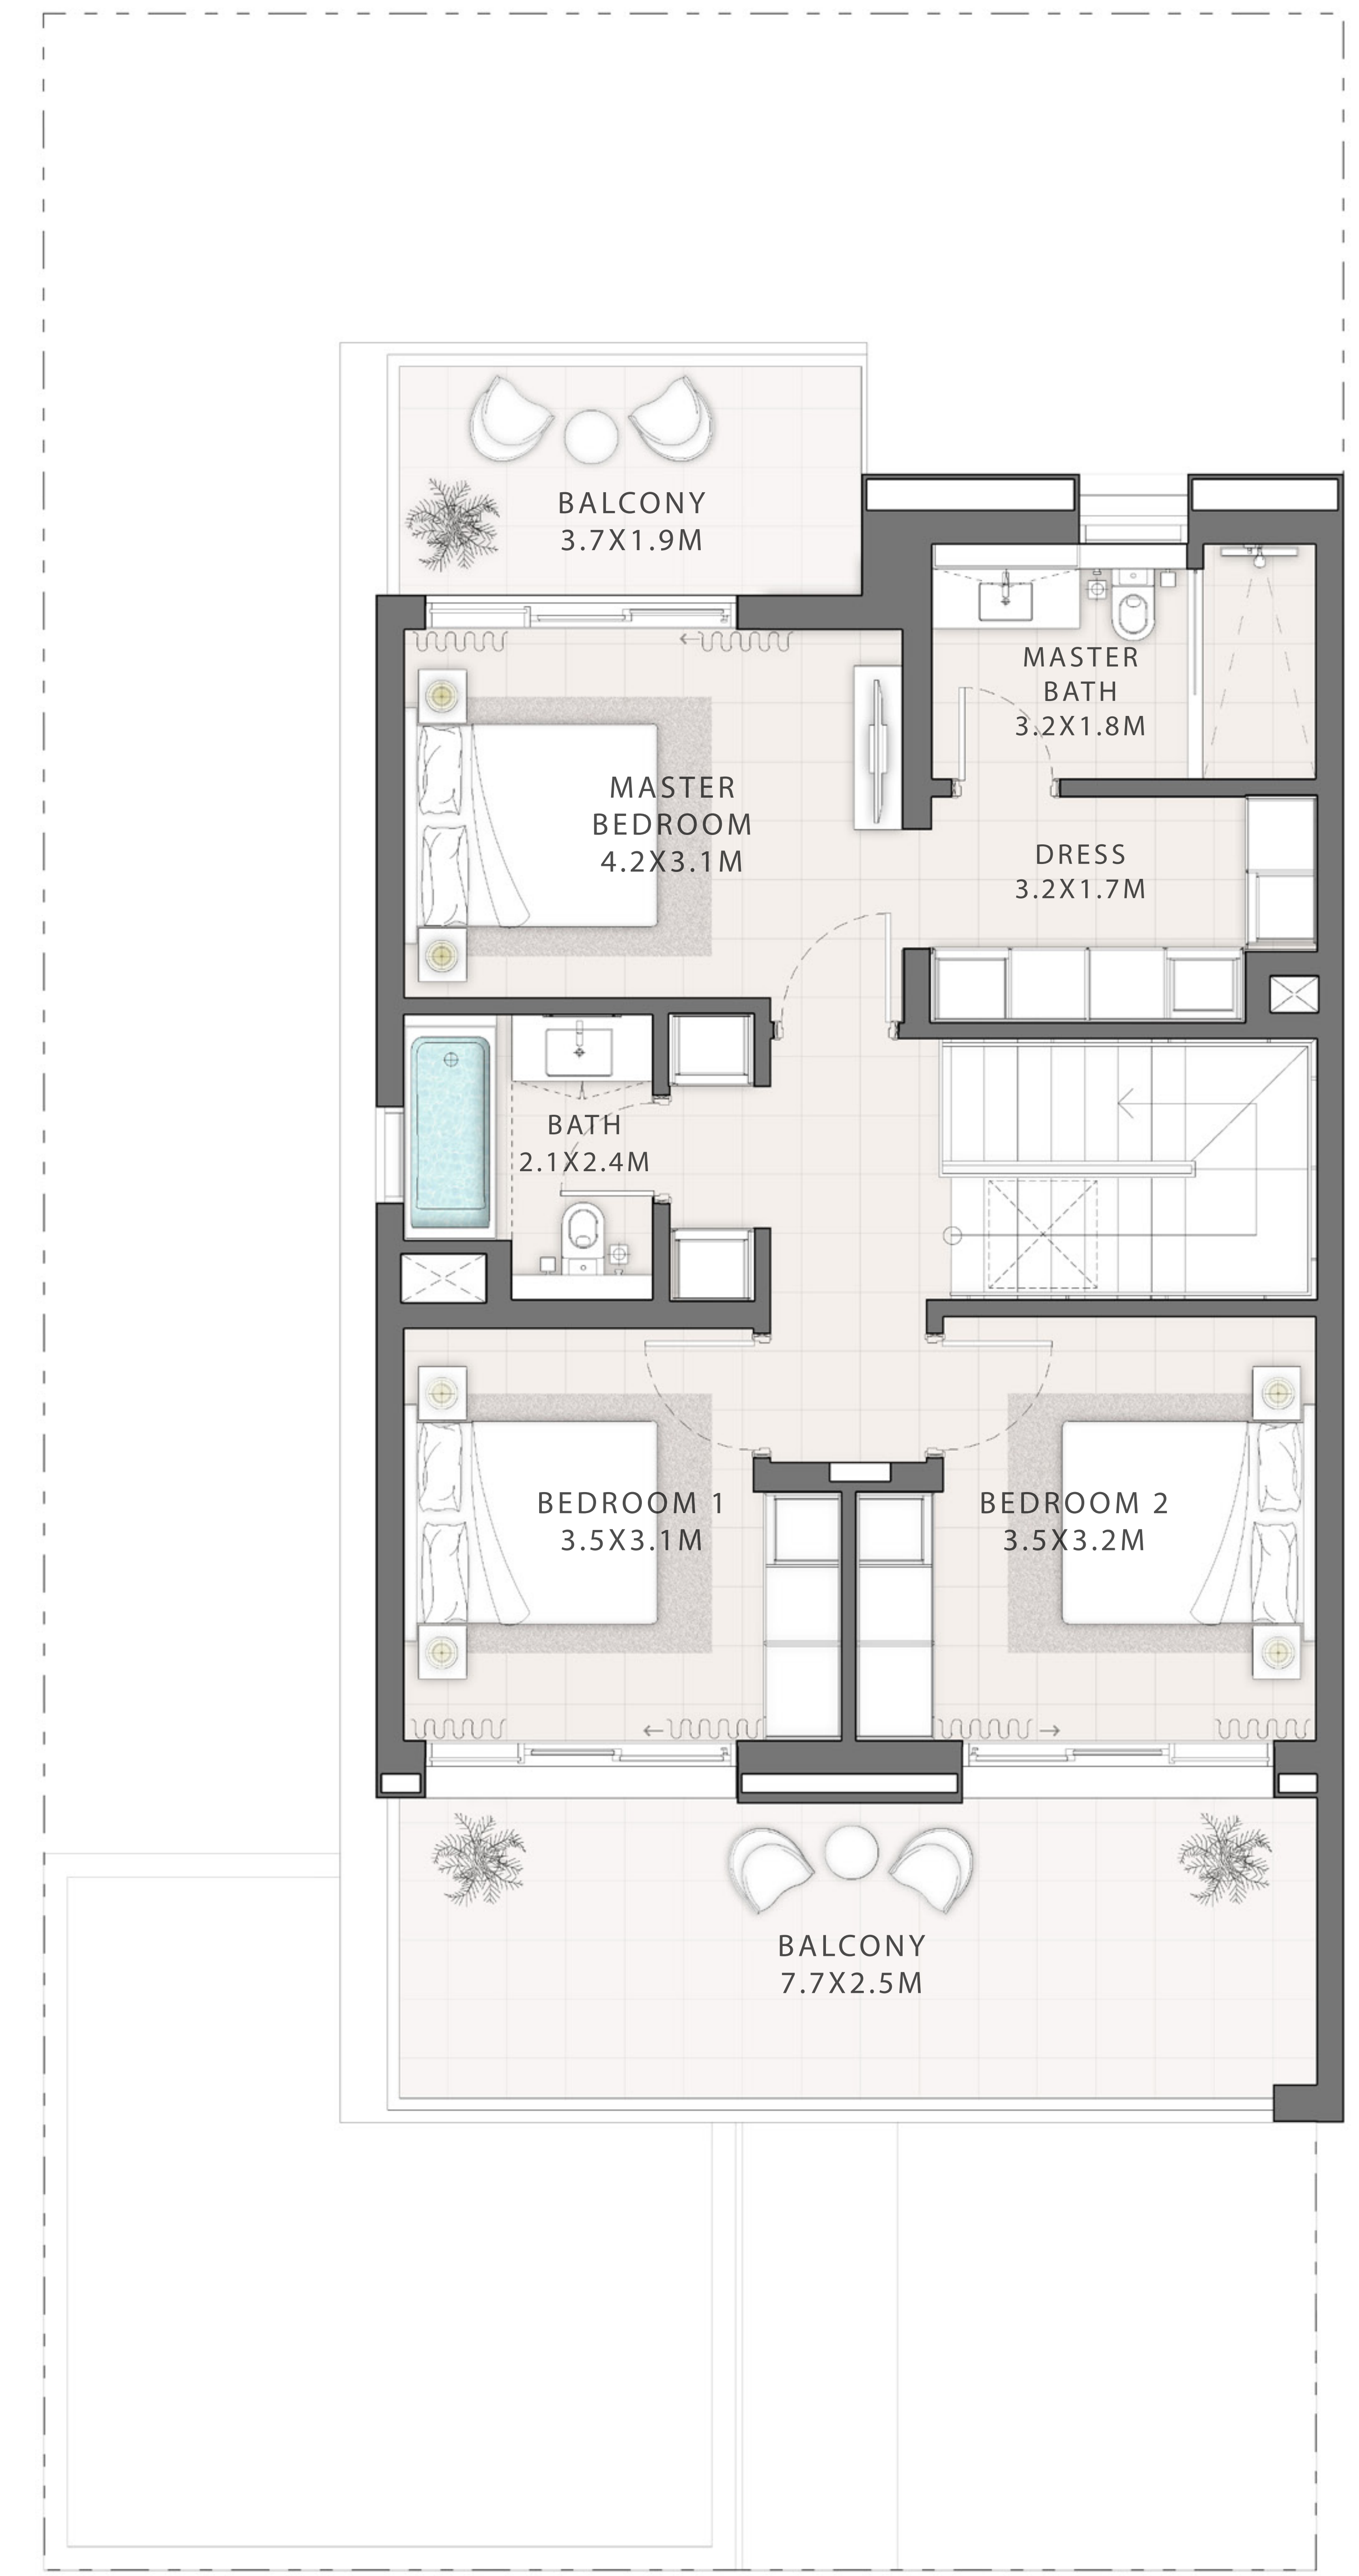 BALCONY
3.7X1.9M
MASTER
BATH
3.2X1.8M
MASTER
BEDROOM
4.2X3.1M
DRESS
3.2X1.7M
BATH
2.1X2.4M
BEDROOM 1
3.5X3.1M
BEDROOM 2
3.5X3.2M
BALCONY
7.7X2.5M